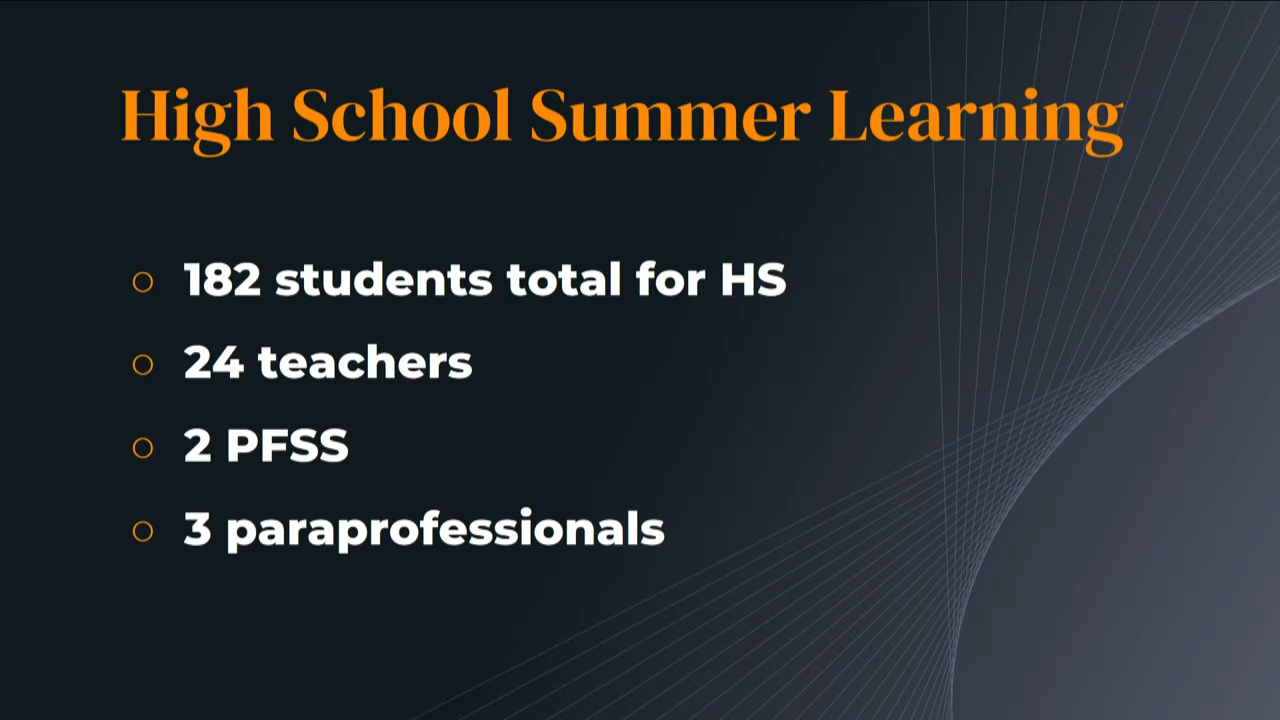 High School Summer Learning
182 students total for HS
24 teachers
2 PFSS
3 paraprofessionals